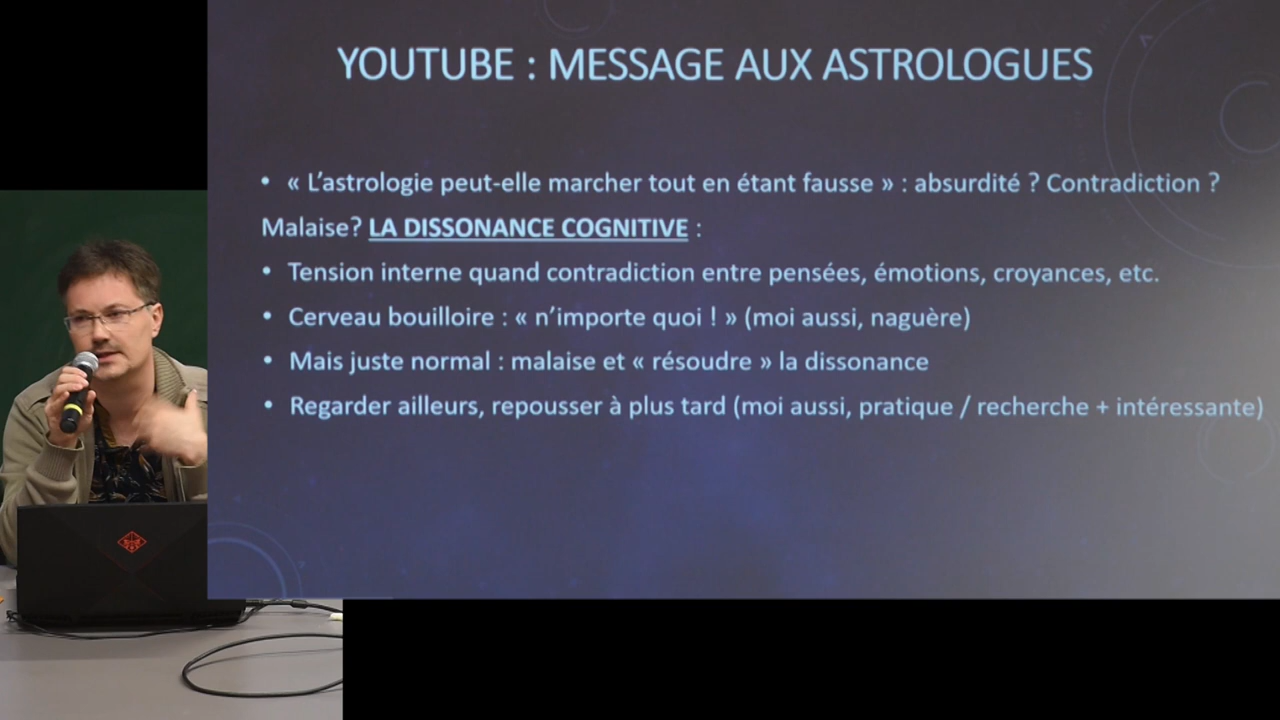 YOUTUBE : MESSAGE AUX ASTROLOGUES
• « L’astrologie peut-elle marcher tout en étant fausse » : absurdité ? Contradiction ?
Malaise? LA DISSONANCE COGNITIVE :
• Tension interne quand contradiction entre pensées, émotions, croyances, etc.
• Cerveau bouilloire : « n’importe quoi ! » (moi aussi, naguère)
• Mais juste normal : malaise et « résoudre » la dissonance
• Regarder ailleurs, repousser à plus tard (moi aussi, pratique / recherche + intéressante)